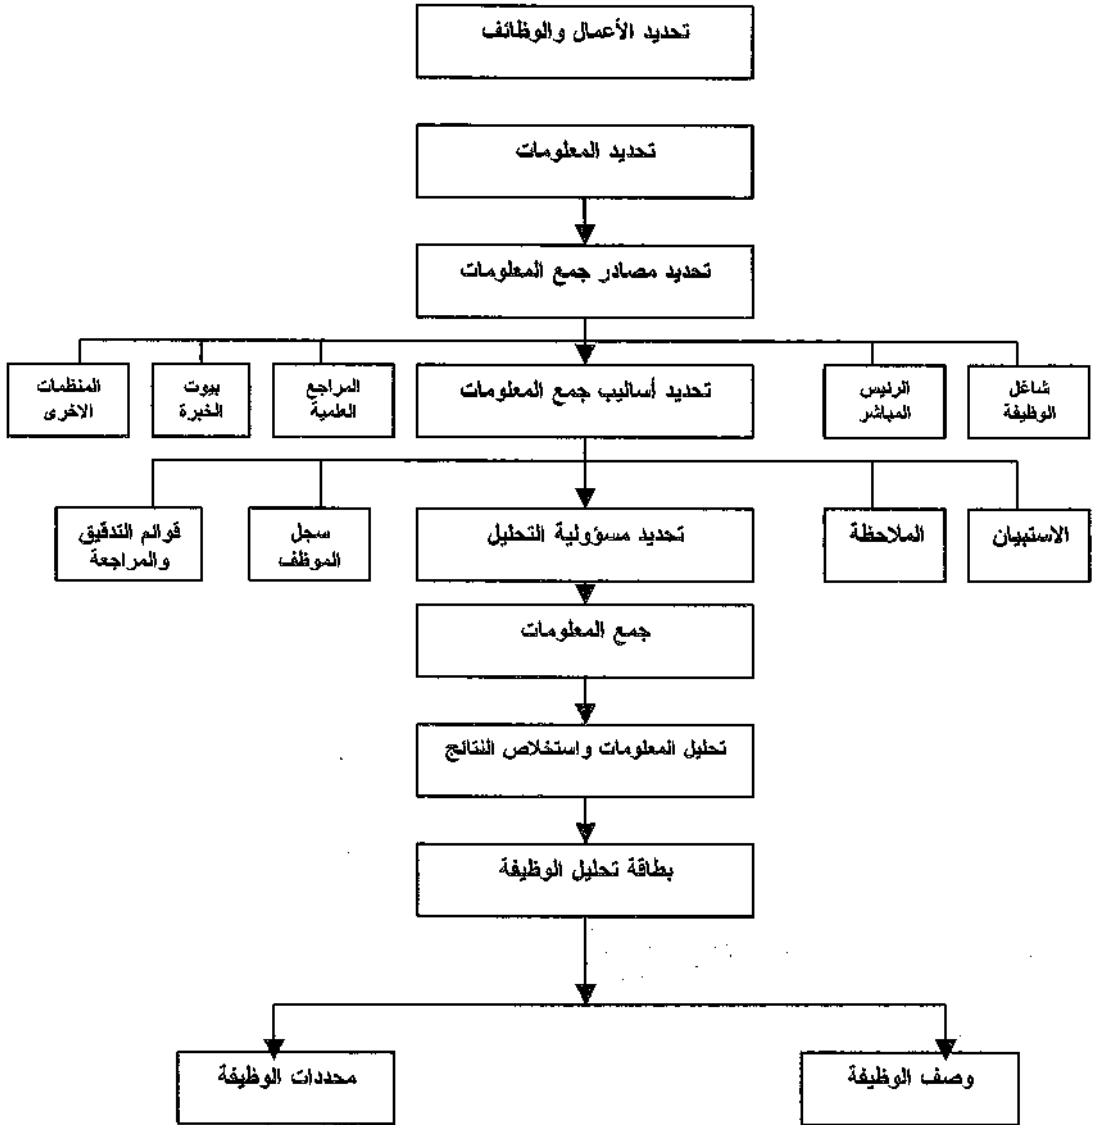 تحديد الأعمال والوظائف
تحديد المعلومات
تحديد مصادر جمع المعلومات
شاغل
الوظيفة
الرئيس
المباشر
تحديد أساليب جمع المعلومات
المراجع
العلمية
بيوت
الخبرة
المنظمات
الاخرى
الاستبيان
الملاحظة
تحديد مسؤولية التحليل
سجل
الموظف
قوائم التدقيق
والمراجعة
جمع المعلومات
تحليل المعلومات واستخلاص النتائج
بطاقة تحليل الوظيفة
وصف الوظيفة
محددات الوظيفة